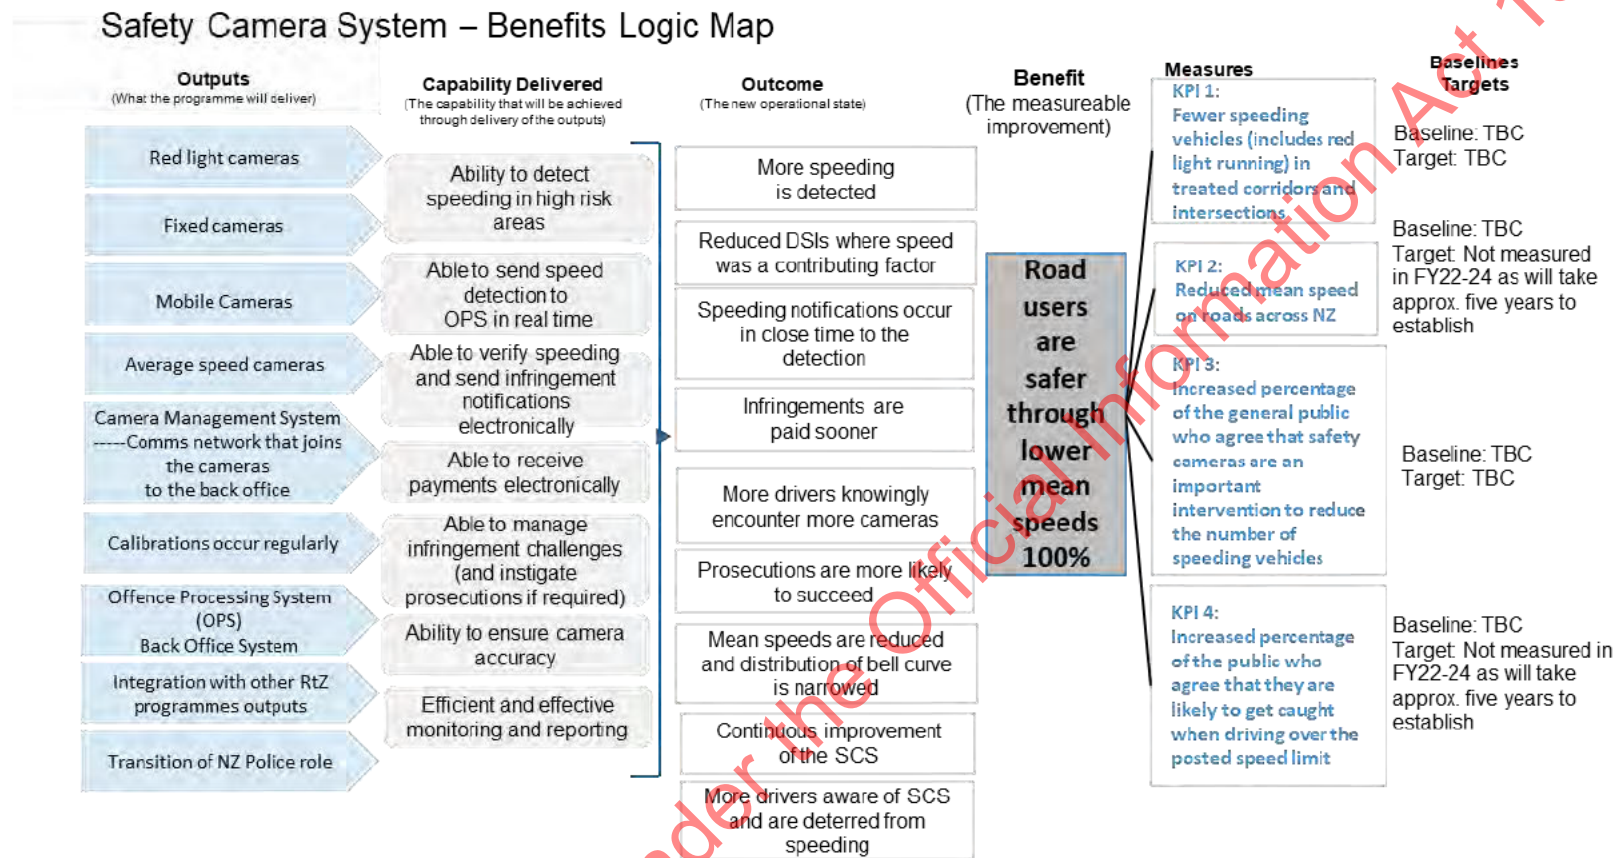 Safety Camera System – Benefits Logic Map
Outputs
(What the programme will deliver)
Red light cameras
Fixed cameras
Mobile Cameras
Average speed cameras
Camera Management System
-----Comms network that joins
the cameras
to the back office
Calibrations occur regularly
Offence Processing System
(OPS)
Back Office System
Integration with other RtZ
programmes outputs
Transition of NZ Police role
Capability Delivered
(The capability that will be achieved
through delivery of the outputs)
Ability to detect
speeding in high risk
areas
Able to send speed
detection to
OPS in real time
Able to verify speeding
and send infringement
notifications
electronically
Able to receive
payments electronically
Able to manage
infringement challenges
(and instigate
prosecutions if required)
Ability to ensure camera
accuracy
Efficient and effective
monitoring and reporting
Outcome
(The new operational state)
More speeding
is detected
Reduced DSIs where speed
was a contributing factor
Speeding notifications occur
in close time to the
detection
Infringements are
paid sooner
More drivers knowingly
encounter more cameras
Prosecutions are more likely
to succeed
Mean speeds are reduced
and distribution of bell curve
is narrowed
Continuous improvement
of the SCS
More drivers aware of SCS
and are deterred from
speeding
Benefit
(The measureable
improvement)
Road
users
are
safer
through
lower
mean
speeds
100%
Measures
KPI 1:
Fewer speeding
vehicles (includes red
light running) in
treated corridors and
intersections
KPI 2:
Reduced mean speed
on roads across NZ
KPI 3:
Increased percentage
of the general public
who agree that safety
cameras are an
important
intervention to reduce
the number of
speeding vehicles
KPI 4:
Increased percentage
of the public who
agree that they are
likely to get caught
when driving over the
posted speed limit
Baselines
Targets
Baseline: TBC
Target: TBC
Baseline: TBC
Target: Not measured
in FY22-24 as will take
approx. five years to
establish
Baseline: TBC
Target: TBC
Baseline: TBC
Target: Not measured in
FY22-24 as will take
approx. five years to
establish
under the Official Information Act